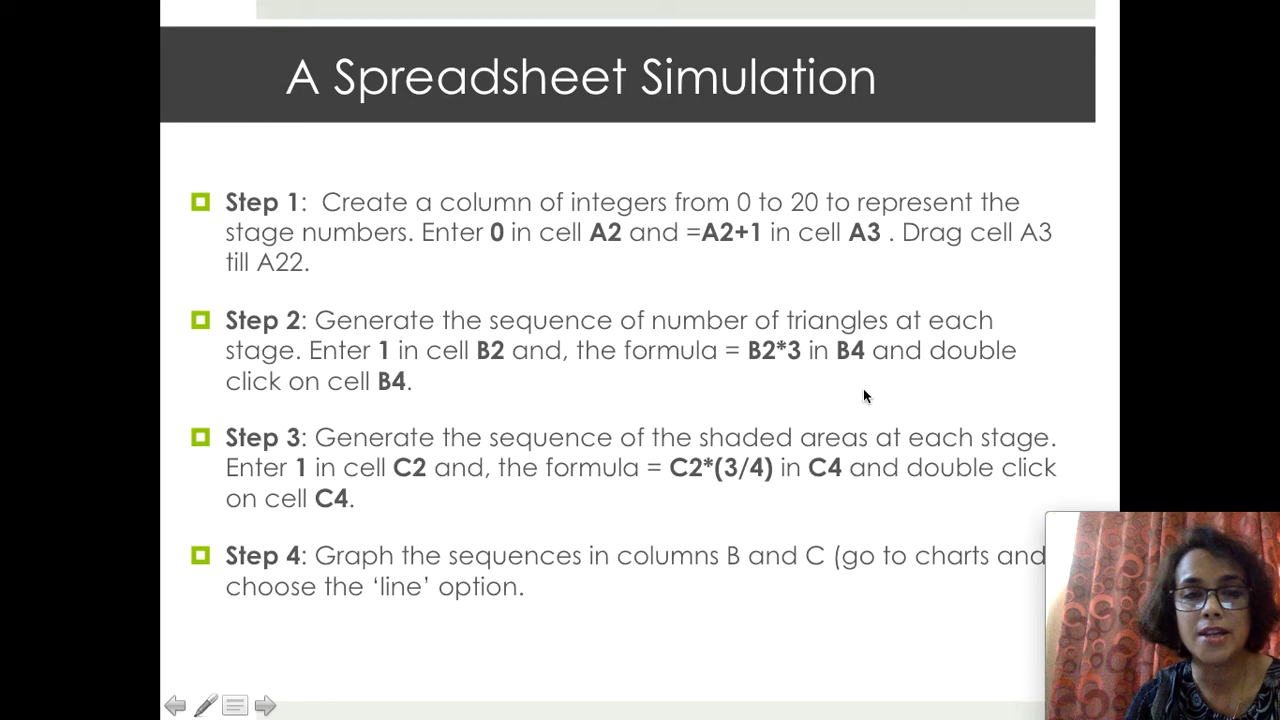 A Spreadsheet Simulation
Step 1:  Create a column of integers from 0 to 20 to represent the
stage numbers. Enter 0 in cell A2 and =A2+1 in cell A3 . Drag cell A3
till A22.
Step 2: Generate the sequence of number of triangles at each
stage. Enter 1 in cell B2 and, the formula = B2*3 in B4 and double
click on cell B4.
Step 3: Generate the sequence of the shaded areas at each stage.
Enter 1 in cell C2 and, the formula = C2*(3/4) in C4 and double click
on cell C4.
Step 4: Graph the sequences in columns B and C (go to charts and
choose the ‘line’ option.